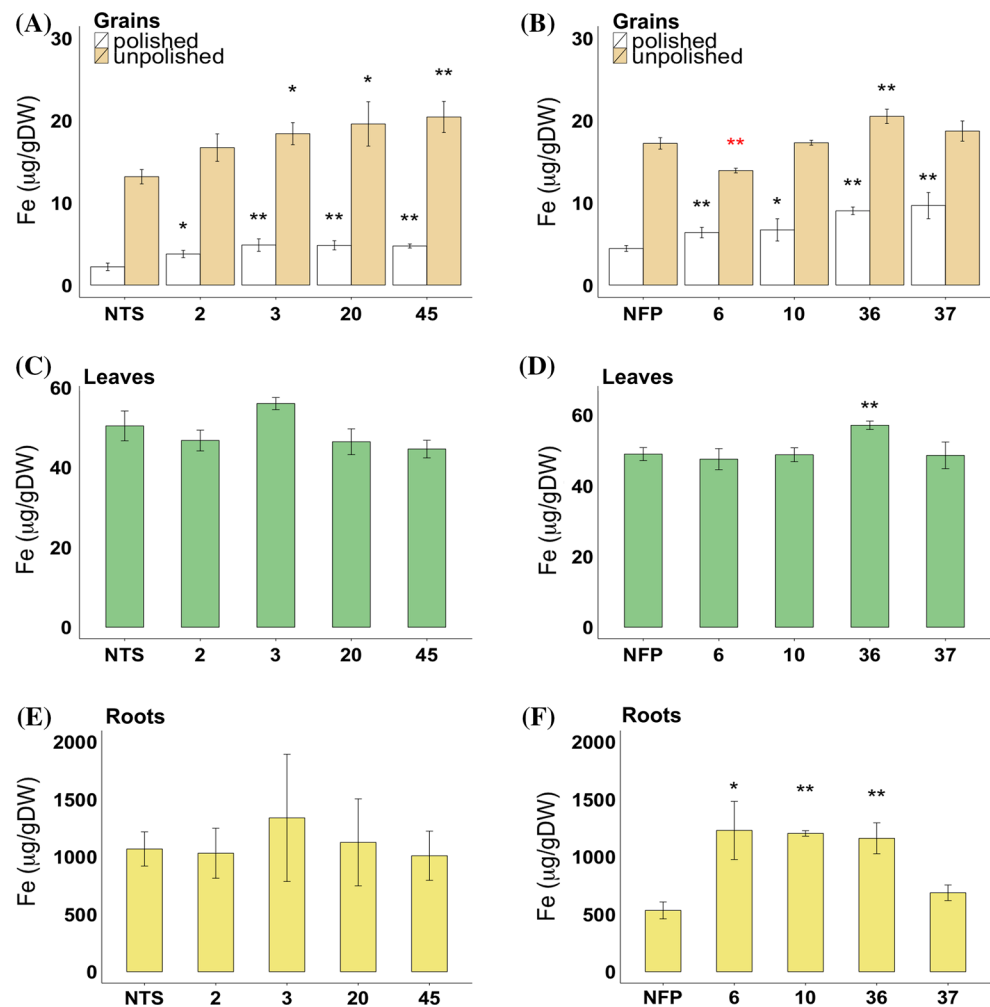 (A)
Grains
polished
unpolished
Fe (μg/gDW)
30
20
10
0
*
**
*
**
*
**
**
**
NTS
2
3
20
45
(B)
Grains
polished
unpolished
Fe (μg/gDW)
30
20
10
0
**
**
*
**
**
**
NFP
6
10
36
37
(C)
Leaves
Fe (μg/gDW)
60
40
20
0
NTS
2
3
20
45
(D)
Leaves
Fe (μg/gDW)
60
40
20
0
**
NFP
6
10
36
37
(E)
Roots
Fe (μg/gDW)
2000
1500
1000
500
0
NTS
2
3
20
45
(F)
Roots
Fe (μg/gDW)
2000
1500
1000
500
0
*
**
**
NFP
6
10
36
37